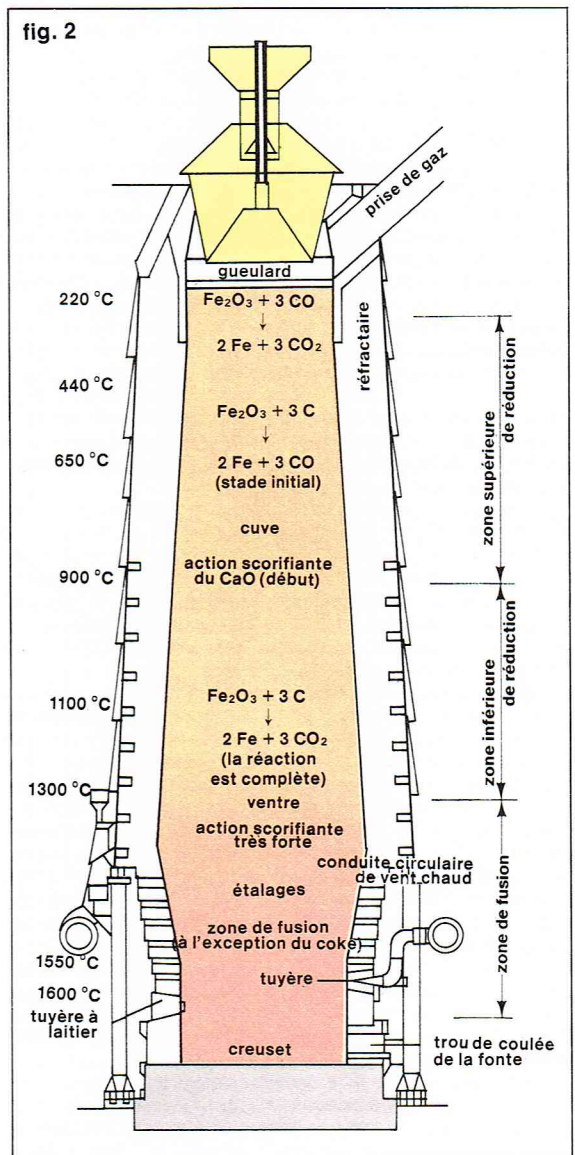 fig. 2
prise de gaz
gueulard
220 °C
Fe₂O₃ + 3 CO
↓
2 Fe + 3 CO₂
réfractaire
440 °C
Fe₂O₃ + 3 C
↓
650 °C
2 Fe + 3 CO
(stade initial)
zone supérieure
de réduction
cuve
900 °C
action scorifiante
du CaO (début)
1100 °C
Fe₂O₃ + 3 C
↓
2 Fe + 3 CO₂
(la réaction
est complète)
zone inférieure
de réduction
1300 °C
ventre
action scorifiante
très forte
conduite circulaire
de vent chaud
étalages
zone de fusion
(à l'exception du coke)
zone de fusion
1550 °C
tuyère
1600 °C
tuyère à
laitier
trou de coulée
de la fonte
creuset